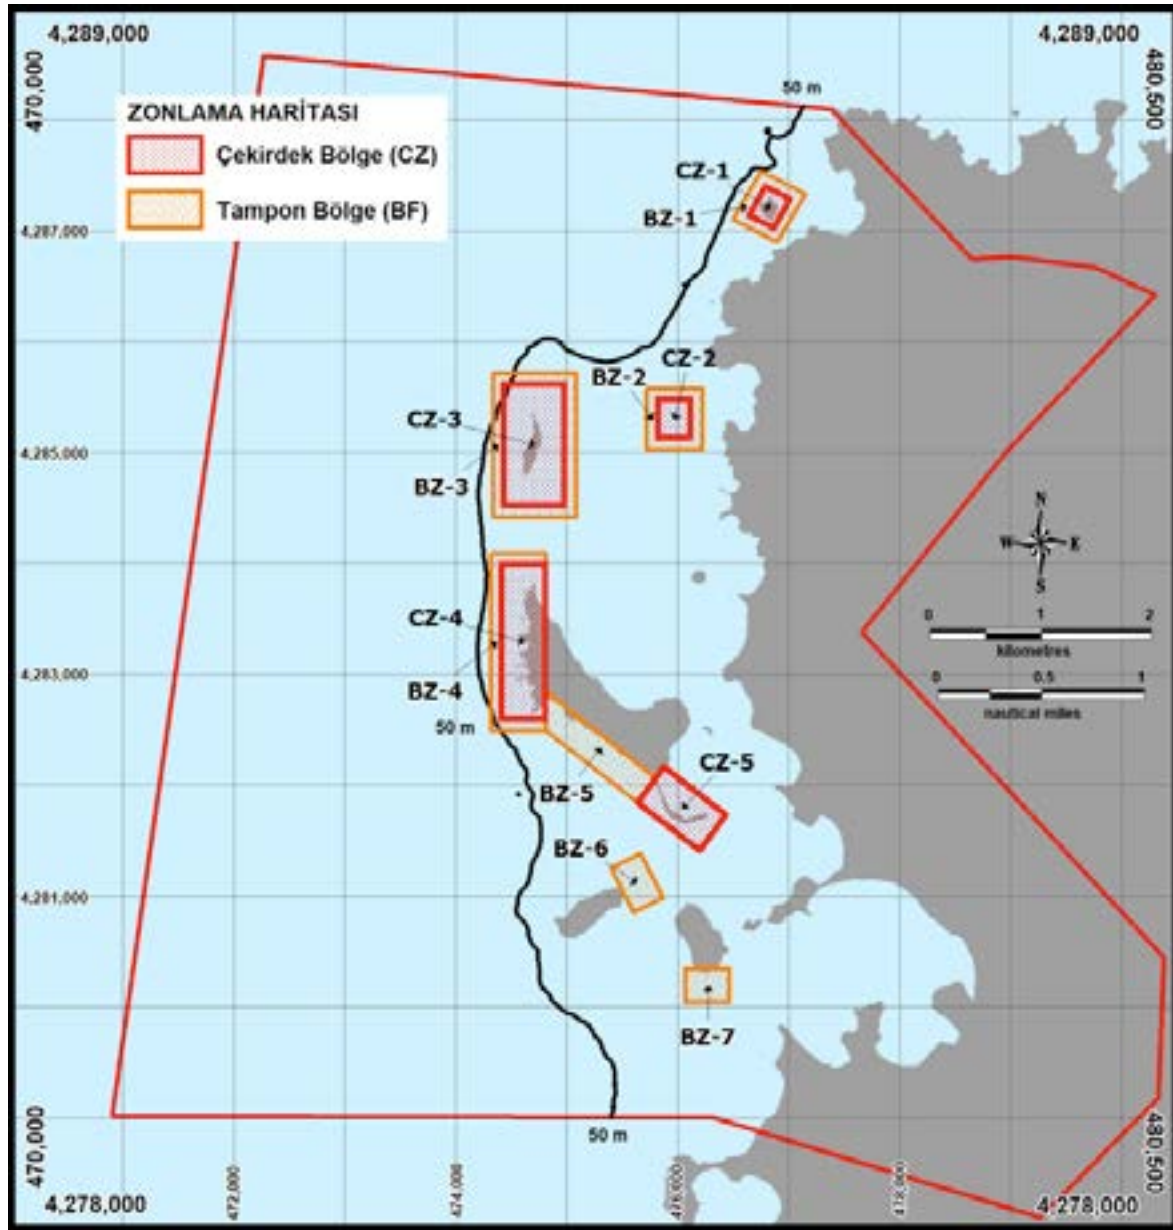 4,289,000
4,289,000
470,000
480,500
50 m
ZONLAMA HARİTASI
Çekirdek Bölge (CZ)
Tampon Bölge (BF)
CZ-1
BZ-1
4,287,000
CZ-2
BZ-2
CZ-3
4,285,000
BZ-3
N
W E
S
CZ-4
0 1 2
kilometres
4,283,000
BZ-4
0 0.5 1
nautical miles
50 m
CZ-5
BZ-5
BZ-6
4,281,000
BZ-7
50 m
470,000
472,000
474,000
476,000
478,000
480,500
4,278,000
4,278,000